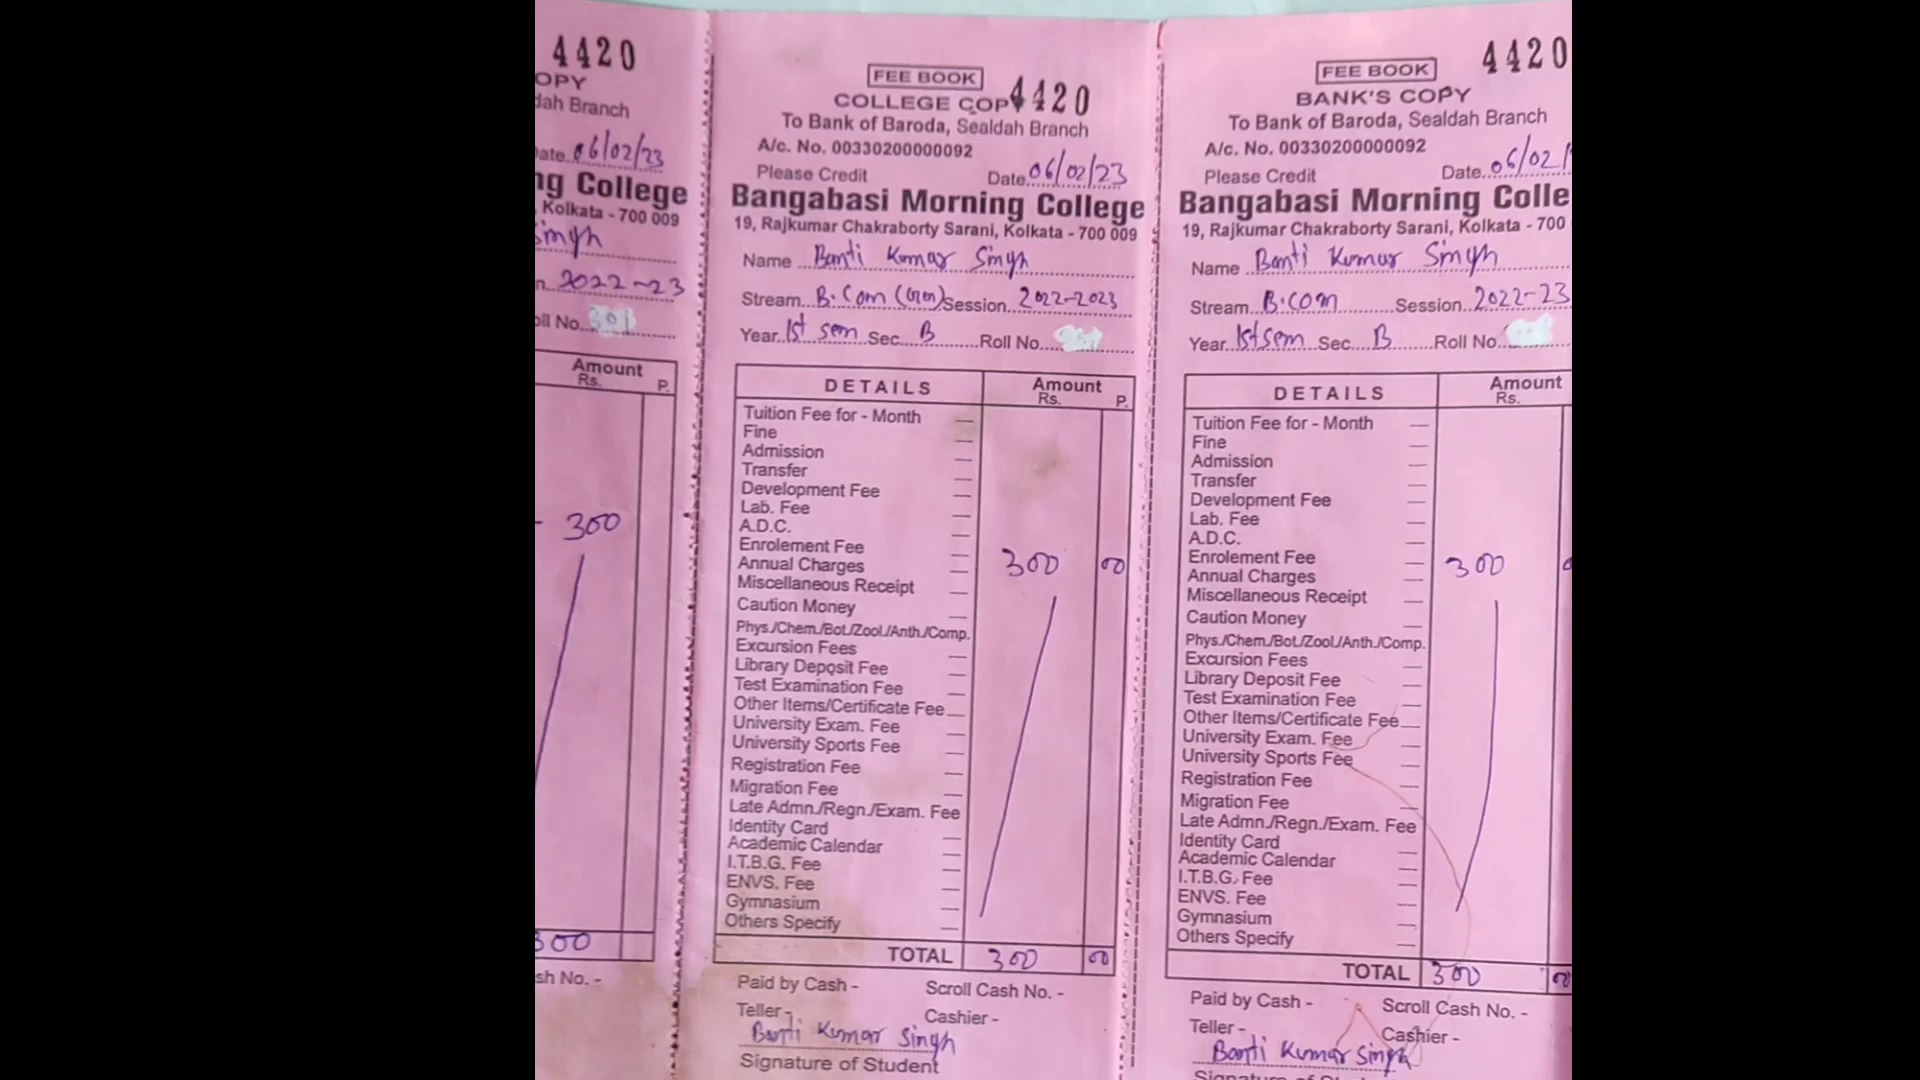 4420
OPY
dah Branch
ate 06/02/23
ng College
Kolkata - 700 009
Singh
n. 2022-23
oll No. 301
Amount
Rs. P.
- 300
300
sh No. -
FEE BOOK
COLLEGE COPY 4420
To Bank of Baroda, Sealdah Branch
A/c. No. 00330200000092
Please Credit Date 06/02/23
Bangabasi Morning College
19, Rajkumar Chakraborty Sarani, Kolkata - 700 009
Name Banti Kumar Singh
Stream B.Com (Gen) Session 2022-2023
Year 1st sem Sec B Roll No.
DETAILS Amount
Rs. P.
Tuition Fee for - Month
Fine
Admission
Transfer
Development Fee
Lab. Fee
A.D.C.
Enrolement Fee
Annual Charges 300 00
Miscellaneous Receipt
Caution Money
Phys./Chem./Bot./Zool./Anth./Comp.
Excursion Fees
Library Deposit Fee
Test Examination Fee
Other Items/Certificate Fee
University Exam. Fee
University Sports Fee
Registration Fee
Migration Fee
Late Admn./Regn./Exam. Fee
Identity Card
Academic Calendar
I.T.B.G. Fee
ENVS. Fee
Gymnasium
Others Specify
TOTAL 300 00
Paid by Cash - Scroll Cash No. -
Teller - Cashier -
Banti Kumar Singh
Signature of Student
4420
FEE BOOK
BANK'S COPY
To Bank of Baroda, Sealdah Branch
A/c. No. 00330200000092
Please Credit Date 06/02/
Bangabasi Morning Colle
19, Rajkumar Chakraborty Sarani, Kolkata - 700
Name Banti Kumar Singh
Stream B.Com Session 2022-23
Year 1st sem Sec B Roll No.
DETAILS Amount
Rs.
Tuition Fee for - Month
Fine
Admission
Transfer
Development Fee
Lab. Fee
A.D.C.
Enrolement Fee 300
Annual Charges
Miscellaneous Receipt
Caution Money
Phys./Chem./Bot./Zool./Anth./Comp.
Excursion Fees
Library Deposit Fee
Test Examination Fee
Other Items/Certificate Fee
University Exam. Fee
University Sports Fee
Registration Fee
Migration Fee
Late Admn./Regn./Exam. Fee
Identity Card
Academic Calendar
I.T.B.G. Fee
ENVS. Fee
Gymnasium
Others Specify
TOTAL 300 00
Paid by Cash - Scroll Cash No. -
Teller - Cashier -
Banti Kumar Singh